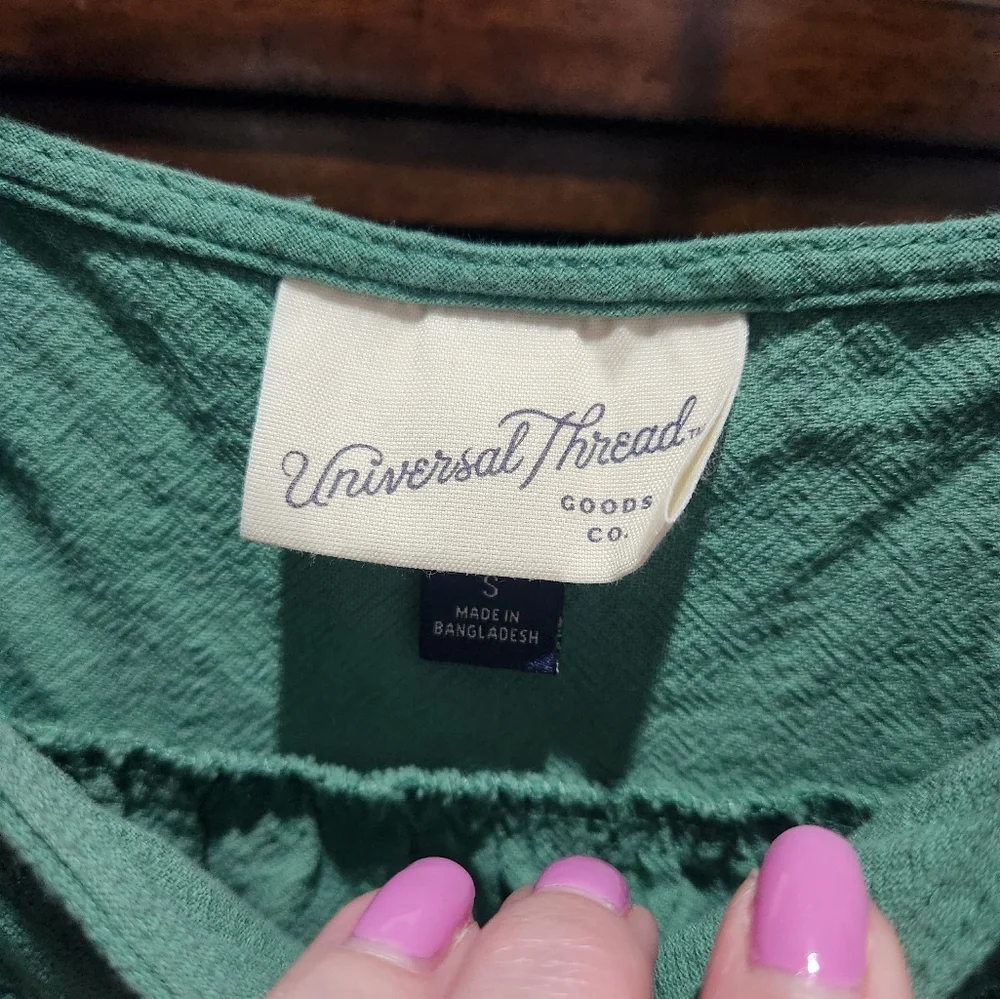 Universal Thread™
GOODS
CO.
S
MADE IN
BANGLADESH